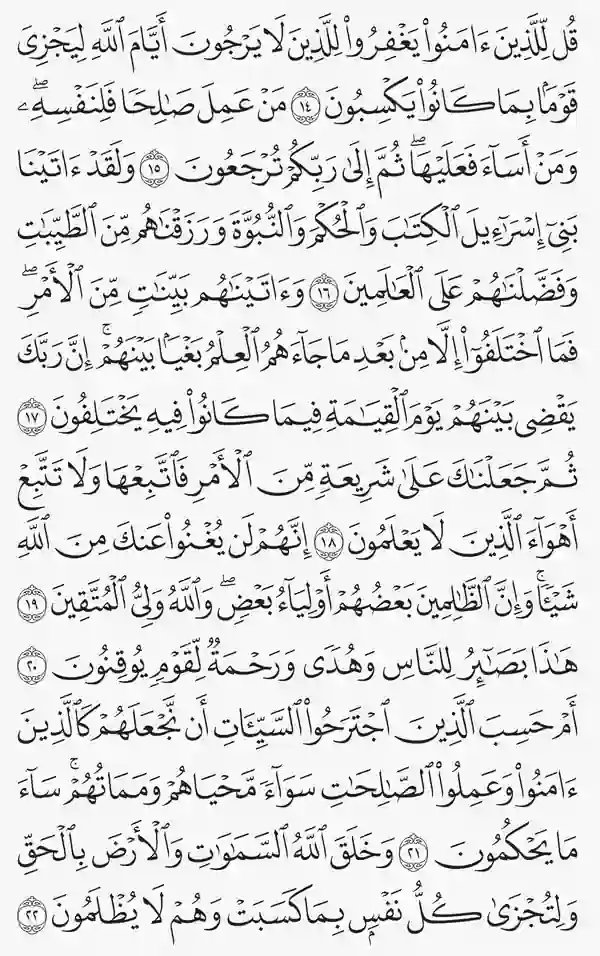 قُل لِّلَّذِينَ ءَامَنُوا۟ يَغْفِرُوا۟ لِلَّذِينَ لَا يَرْجُونَ أَيَّامَ ٱللَّهِ لِيَجْزِىَ
قَوْمًۢا بِمَا كَانُوا۟ يَكْسِبُونَ ١٤ مَنْ عَمِلَ صَٰلِحًا فَلِنَفْسِهِۦ ۖ
وَمَنْ أَسَآءَ فَعَلَيْهَا ۖ ثُمَّ إِلَىٰ رَبِّكُمْ تُرْجَعُونَ ١٥ وَلَقَدْ ءَاتَيْنَا
بَنِىٓ إِسْرَٰٓءِيلَ ٱلْكِتَٰبَ وَٱلْحُكْمَ وَٱلنُّبُوَّةَ وَرَزَقْنَٰهُم مِّنَ ٱلطَّيِّبَٰتِ
وَفَضَّلْنَٰهُمْ عَلَى ٱلْعَٰلَمِينَ ١٦ وَءَاتَيْنَٰهُم بَيِّنَٰتٍ مِّنَ ٱلْأَمْرِ ۖ
فَمَا ٱخْتَلَفُوٓا۟ إِلَّا مِنۢ بَعْدِ مَا جَآءَهُمُ ٱلْعِلْمُ بَغْيًۢا بَيْنَهُمْ ۚ إِنَّ رَبَّكَ
يَقْضِى بَيْنَهُمْ يَوْمَ ٱلْقِيَٰمَةِ فِيمَا كَانُوا۟ فِيهِ يَخْتَلِفُونَ ١٧
ثُمَّ جَعَلْنَٰكَ عَلَىٰ شَرِيعَةٍ مِّنَ ٱلْأَمْرِ فَٱتَّبِعْهَا وَلَا تَتَّبِعْ
أَهْوَآءَ ٱلَّذِينَ لَا يَعْلَمُونَ ١٨ إِنَّهُمْ لَن يُغْنُوا۟ عَنكَ مِنَ ٱللَّهِ
شَيْـًٔا ۚ وَإِنَّ ٱلظَّٰلِمِينَ بَعْضُهُمْ أَوْلِيَآءُ بَعْضٍ ۖ وَٱللَّهُ وَلِىُّ ٱلْمُتَّقِينَ ١٩
هَٰذَا بَصَٰٓئِرُ لِلنَّاسِ وَهُدًى وَرَحْمَةٌ لِّقَوْمٍ يُوقِنُونَ ٢٠
أَمْ حَسِبَ ٱلَّذِينَ ٱجْتَرَحُوا۟ ٱلسَّيِّـَٔاتِ أَن نَّجْعَلَهُمْ كَٱلَّذِينَ
ءَامَنُوا۟ وَعَمِلُوا۟ ٱلصَّٰلِحَٰتِ سَوَآءً مَّحْيَاهُمْ وَمَمَاتُهُمْ ۚ سَآءَ
مَا يَحْكُمُونَ ٢١ وَخَلَقَ ٱللَّهُ ٱلسَّمَٰوَٰتِ وَٱلْأَرْضَ بِٱلْحَقِّ
وَلِتُجْزَىٰ كُلُّ نَفْسٍۭ بِمَا كَسَبَتْ وَهُمْ لَا يُظْلَمُونَ ٢٢